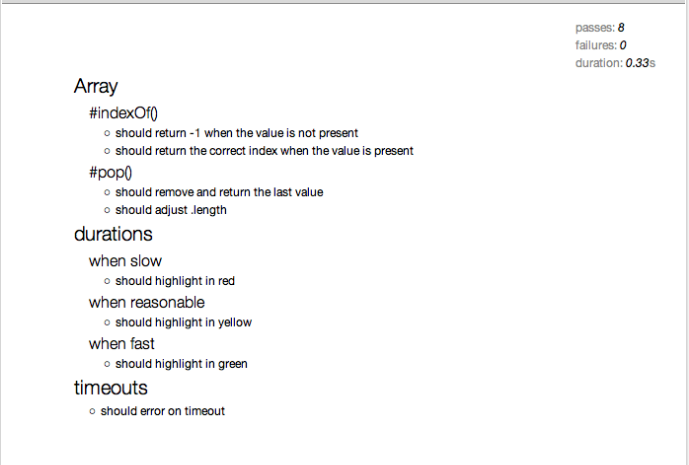 passes: 8
failures: 0
duration: 0.33s
Array
#indexOf()
should return -1 when the value is not present
should return the correct index when the value is present
#pop()
should remove and return the last value
should adjust .length
durations
when slow
should highlight in red
when reasonable
should highlight in yellow
when fast
should highlight in green
timeouts
should error on timeout